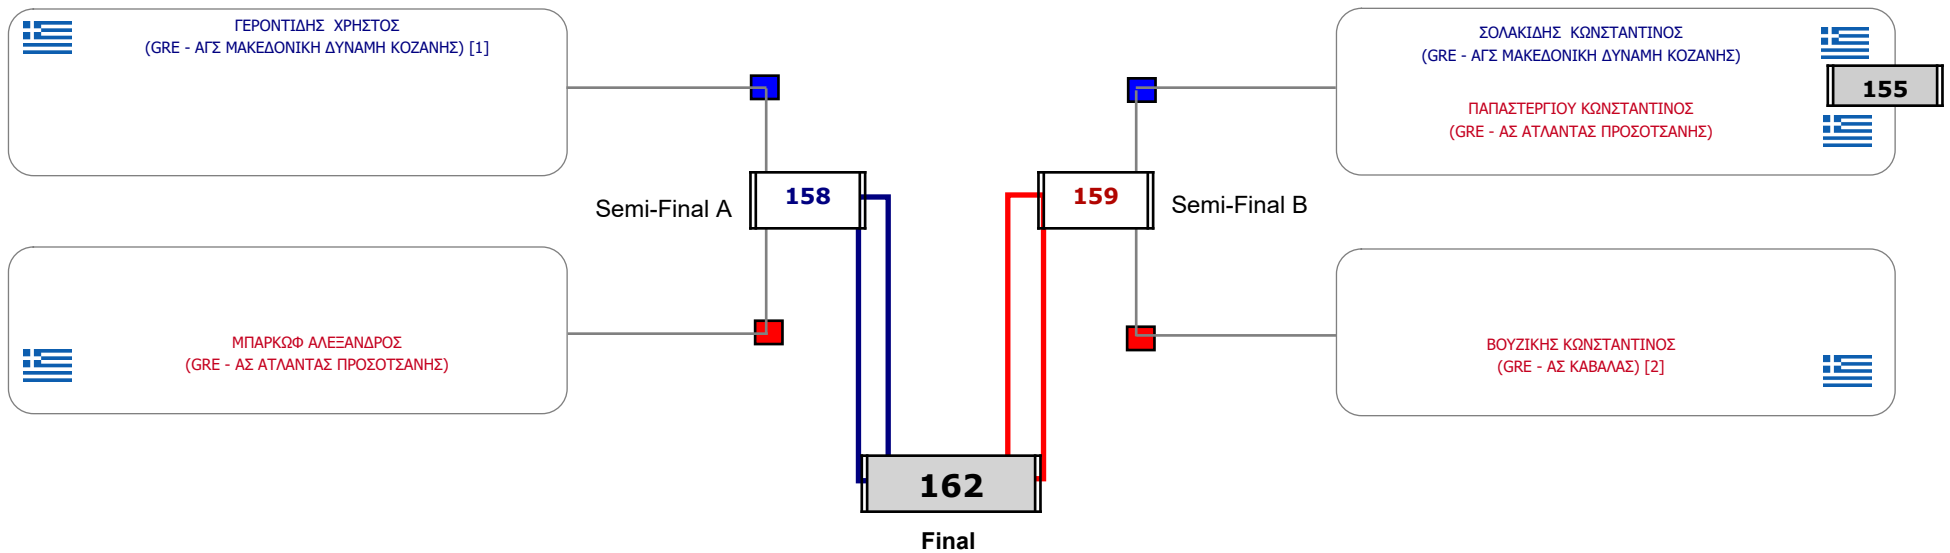 ΓΕΡΟΝΤΙΔΗΣ  ΧΡΗΣΤΟΣ
(GRE - ΑΓΣ ΜΑΚΕΔΟΝΙΚΗ ΔΥΝΑΜΗ ΚΟΖΑΝΗΣ) [1]
ΣΟΛΑΚΙΔΗΣ  ΚΩΝΣΤΑΝΤΙΝΟΣ
(GRE - ΑΓΣ ΜΑΚΕΔΟΝΙΚΗ ΔΥΝΑΜΗ ΚΟΖΑΝΗΣ)
155
ΠΑΠΑΣΤΕΡΓΙΟΥ ΚΩΝΣΤΑΝΤΙΝΟΣ
(GRE - ΑΣ ΑΤΛΑΝΤΑΣ ΠΡΟΣΟΤΣΑΝΗΣ)
Semi-Final A
158
159
Semi-Final B
ΜΠΑΡΚΩΦ ΑΛΕΞΑΝΔΡΟΣ
(GRE - ΑΣ ΑΤΛΑΝΤΑΣ ΠΡΟΣΟΤΣΑΝΗΣ)
ΒΟΥΖΙΚΗΣ ΚΩΝΣΤΑΝΤΙΝΟΣ
(GRE - ΑΣ ΚΑΒΑΛΑΣ) [2]
162
Final